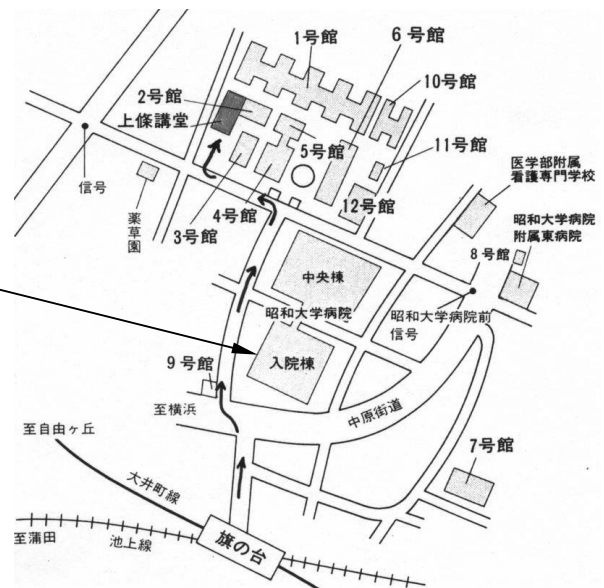 1号館
6号館
10号館
2号館
上條講堂
5号館
11号館
医学部附属
看護専門学校
信号
薬草園
3号館
4号館
12号館
昭和大学病院
附属東病院
8号館
中央棟
昭和大学病院
昭和大学病院前
信号
入院棟
9号館
至横浜
中原街道
至自由ヶ丘
7号館
大井町線
旗の台
至蒲田
池上線